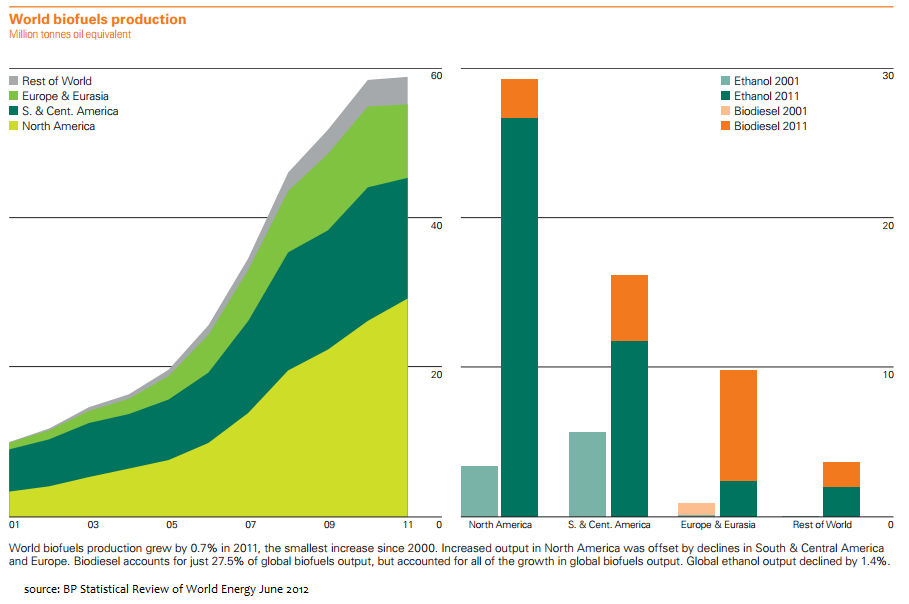 World biofuels production
Million tonnes oil equivalent
Rest of World
Europe & Eurasia
S. & Cent. America
North America
60
40
20
0
01 03 05 07 09 11
Ethanol 2001
Ethanol 2011
Biodiesel 2001
Biodiesel 2011
30
20
10
0
North America S. & Cent. America Europe & Eurasia Rest of World
World biofuels production grew by 0.7% in 2011, the smallest increase since 2000. Increased output in North America was offset by declines in South & Central America
and Europe. Biodiesel accounts for just 27.5% of global biofuels output, but accounted for all of the growth in global biofuels output. Global ethanol output declined by 1.4%.
source: BP Statistical Review of World Energy June 2012